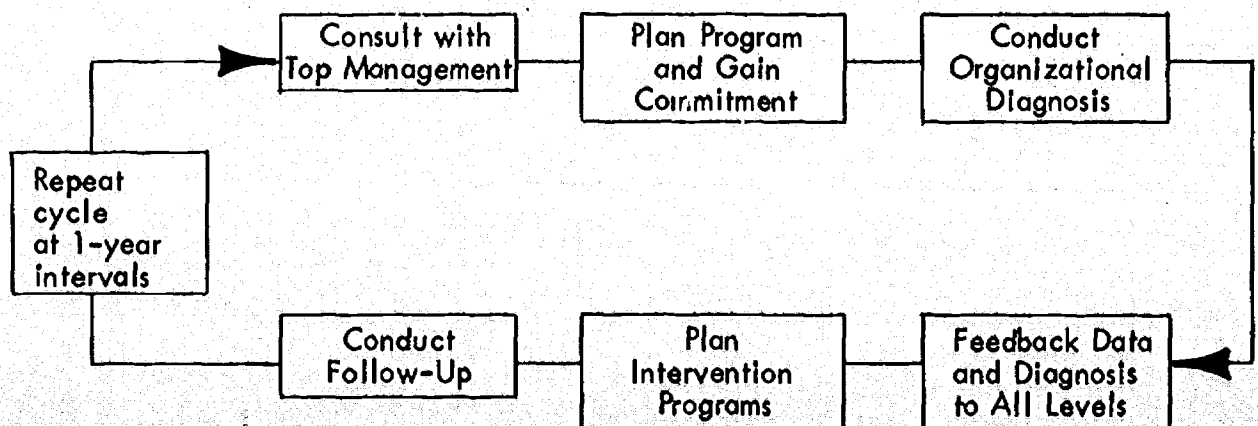 Consult with
Top Management
Plan Program
and Gain
Commitment
Conduct
Organizational
Diagnosis
Repeat
cycle
at 1-year
intervals
Conduct
Follow-Up
Plan
Intervention
Programs
Feedback Data
and Diagnosis
to All Levels